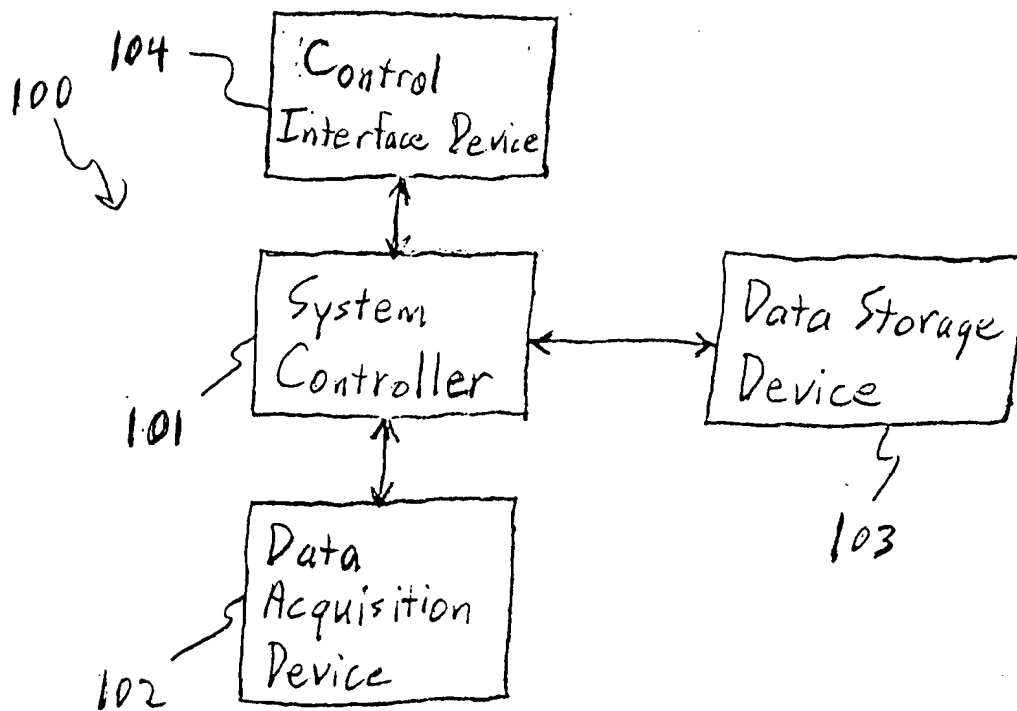 104
100
Control
Interface Device
System
Controller
101
Data Storage
Device
103
Data
Acquisition
Device
102